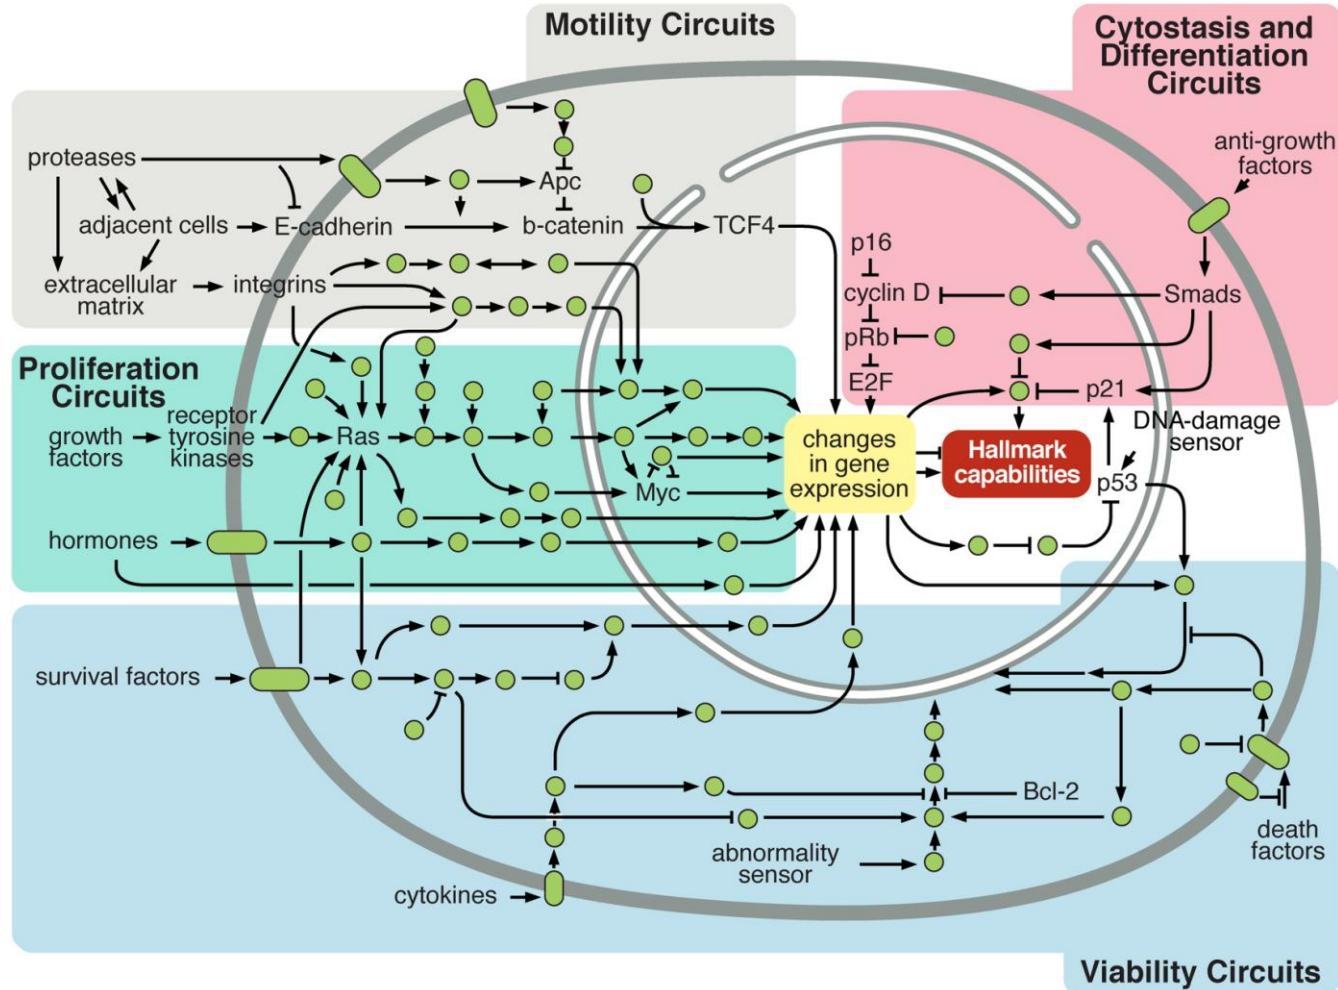 Motility Circuits
Cytostasis and
Differentiation
Circuits
proteases
Apc
anti-growth
factors
adjacent cells
E-cadherin
b-catenin
TCF4
p16
extracellular
matrix
integrins
cyclin D
Smads
pRb
E2F
p21
Proliferation
Circuits
growth
factors
receptor
tyrosine
kinases
Ras
Myc
changes
in gene
expression
Hallmark
capabilities
DNA-damage
sensor
p53
hormones
survival factors
Bcl-2
abnormality
sensor
death
factors
cytokines
Viability Circuits